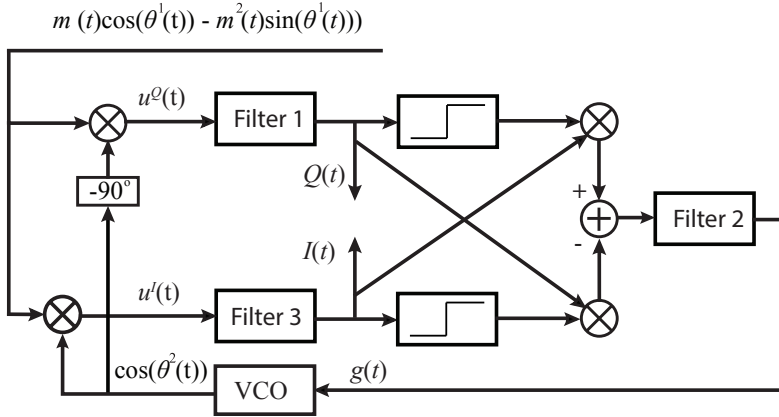 m (t)cos(θ¹(t)) - m²(t)sin(θ¹(t)))
u^Q(t)
Filter 1
-90°
Q(t)
+
Filter 2
I(t)
-
u^I(t)
Filter 3
cos(θ²(t))
VCO
g(t)